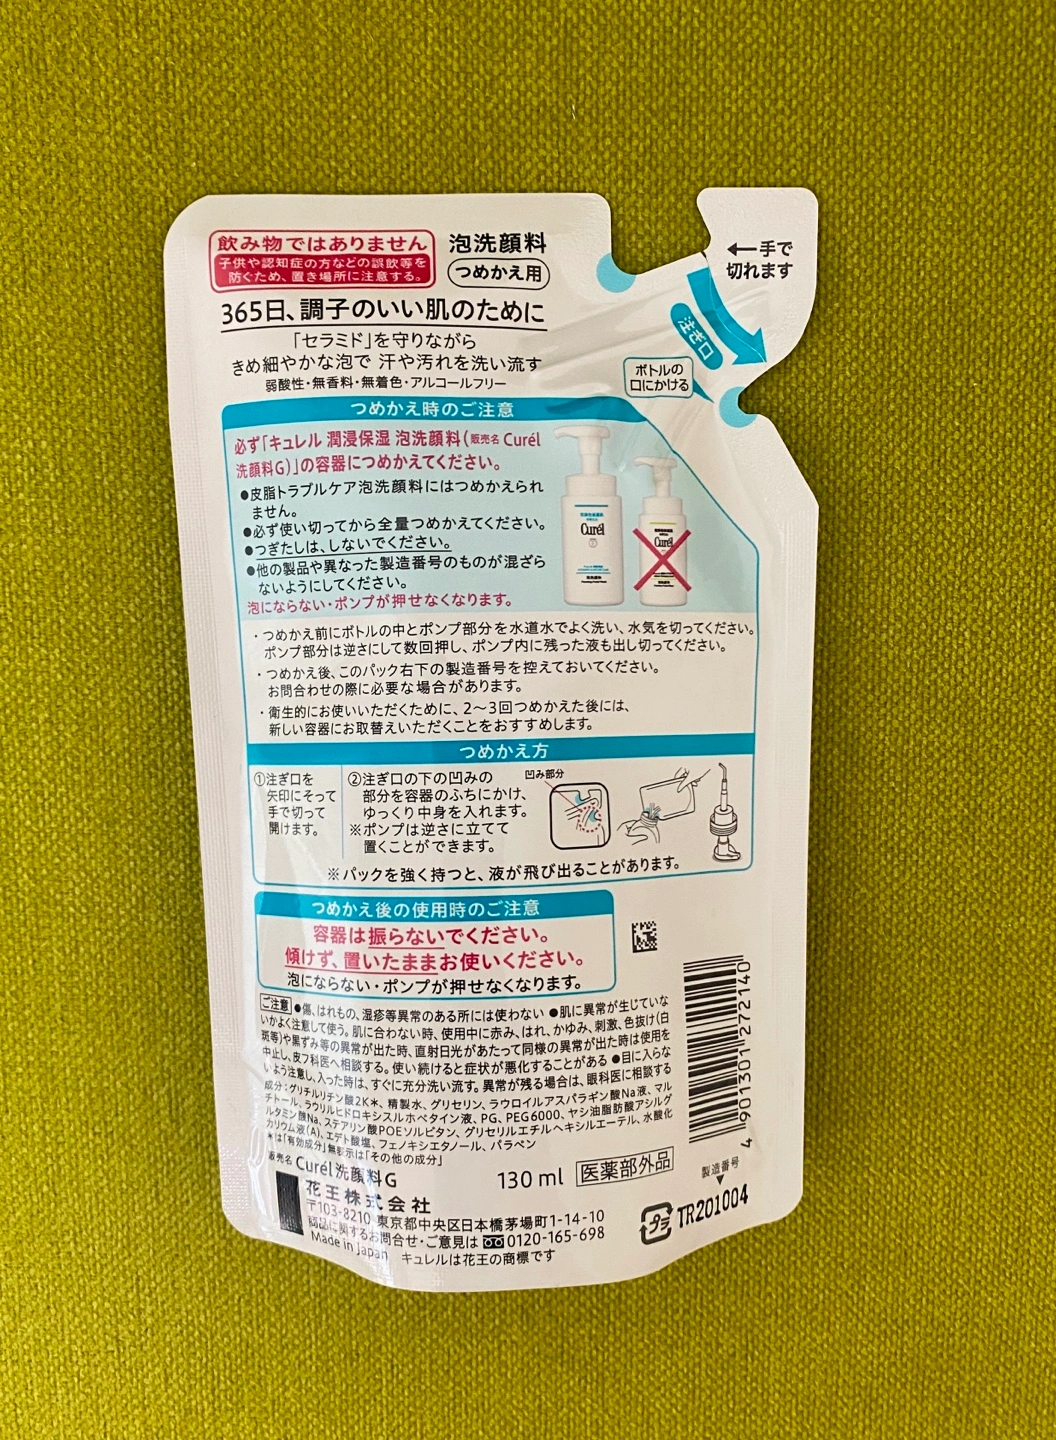 飲み物ではありません
子供や認知症の方などの誤飲等を
防ぐため、置き場所に注意する。
泡洗顔料
つめかえ用
←手で
切れます
注ぎ口
ボトルの
口にかける
365日、調子のいい肌のために
「セラミド」を守りながら
きめ細やかな泡で 汗や汚れを洗い流す
弱酸性・無香料・無着色・アルコールフリー
つめかえ時のご注意
必ず「キュレル 潤浸保湿 泡洗顔料(販売名 Curél
洗顔料G)」の容器につめかえてください。
●皮脂トラブルケア泡洗顔料にはつめかえられ
ません。
●必ず使い切ってから全量つめかえてください。
●つぎたしは、しないでください。
●他の製品や異なった製造番号のものが混ざら
ないようにしてください。
泡にならない・ポンプが押せなくなります。
Curél
Curél
・つめかえ前にボトルの中とポンプ部分を水道水でよく洗い、水気を切ってください。
ポンプ部分は逆さにして数回押し、ポンプ内に残った液も出し切ってください。
・つめかえ後、このパック右下の製造番号を控えておいてください。
お問合わせの際に必要な場合があります。
・衛生的にお使いいただくために、2〜3回つめかえた後には、
新しい容器にお取替えいただくことをおすすめします。
つめかえ方
①注ぎ口を
矢印にそって
手で切って
開けます。
②注ぎ口の下の凹みの
部分を容器のふちにかけ、
ゆっくり中身を入れます。
※ポンプは逆さに立てて
置くことができます。
凹み部分
※パックを強く持つと、液が飛び出ることがあります。
つめかえ後の使用時のご注意
容器は振らないでください。
傾けず、置いたままお使いください。
泡にならない・ポンプが押せなくなります。
ご注意 ●傷、はれもの、湿疹等異常のある所には使わない ●肌に異常が生じていな
いかよく注意して使う。肌に合わない時、使用中に赤み、はれ、かゆみ、刺激、色抜け(白
斑等)や黒ずみ等の異常が出た時、直射日光があたって同様の異常が出た時は使用を
中止し、皮フ科医へ相談する。使い続けると症状が悪化することがある ●目に入らな
いよう注意し、入った時は、すぐに充分洗い流す。異常が残る場合は、眼科医に相談する
成分:グリチルリチン酸2K＊、精製水、グリセリン、ラウロイルアスパラギン酸Na液、マル
チトール、ラウリルヒドロキシスルホベタイン液、PG、PEG6000、ヤシ油脂肪酸アシルグ
ルタミン酸Na、ステアリン酸POEソルビタン、グリセリルエチルヘキシルエーテル、水酸化
カリウム液(A)、エデト酸塩、フェノキシエタノール、パラベン
＊は「有効成分」無表示は「その他の成分」
販売名 Curél 洗顔料G
130 ml
医薬部外品
花王株式会社
〒103-8210 東京都中央区日本橋茅場町1-14-10
商品に関するお問合せ・ご意見は 0120-165-698
Made in Japan キュレルは花王の商標です
4 901301 272140
製造番号
▼
TR201004
プラ